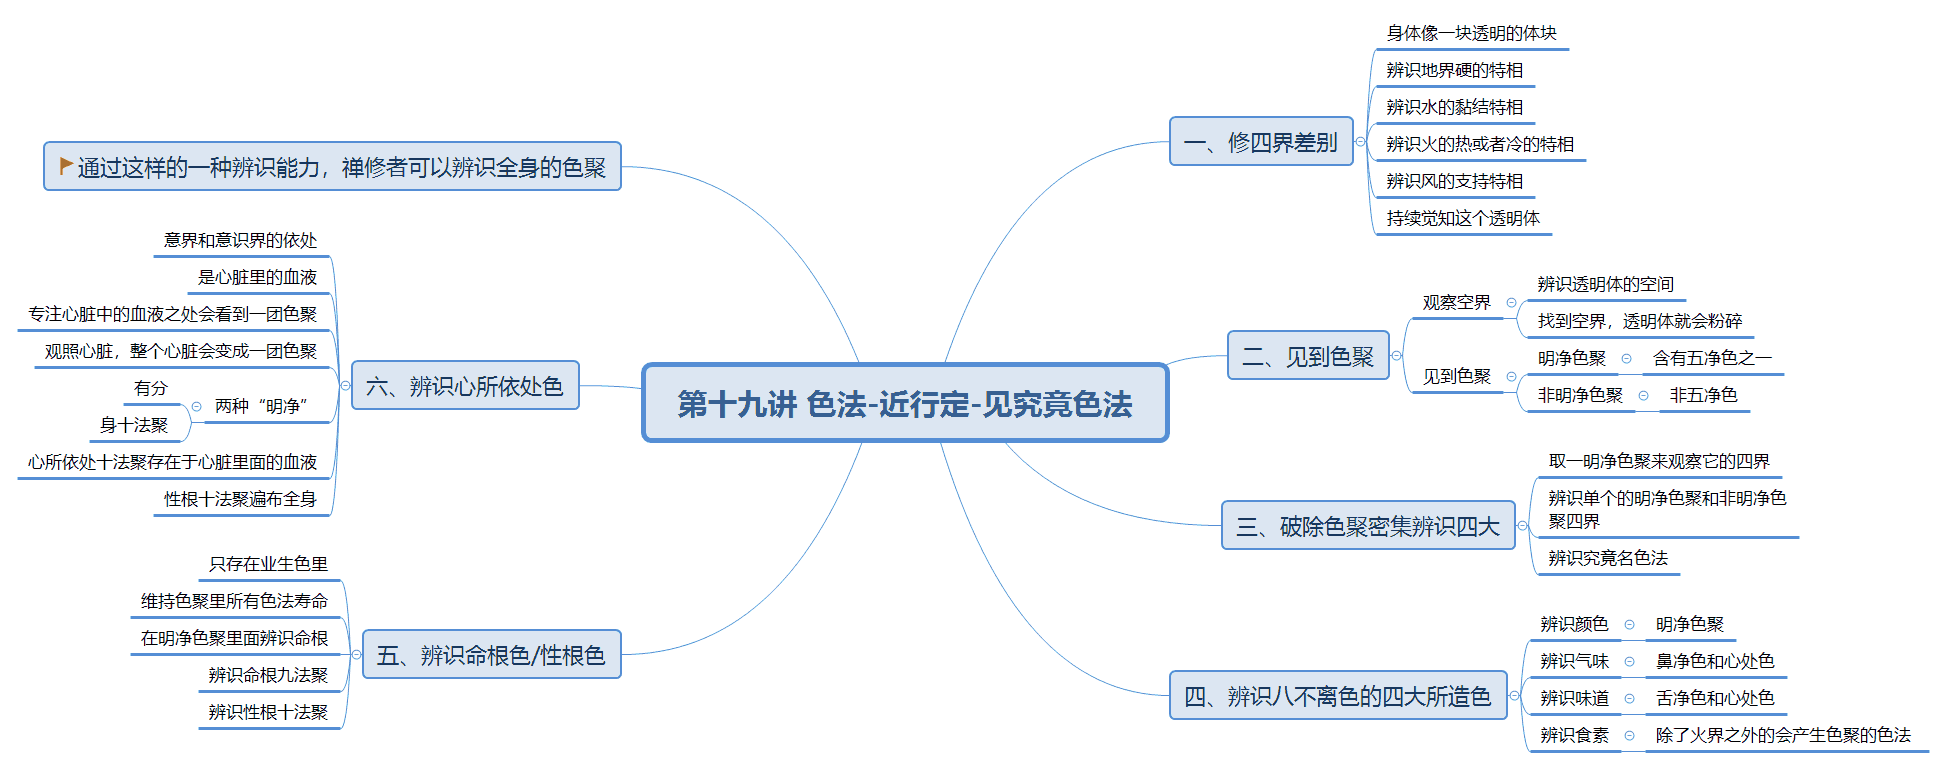 第十九讲 色法-近行定-见究竟色法
一、修四界差别
身体像一块透明的体块
辨识地界硬的特相
辨识水的黏结特相
辨识火的热或者冷的特相
辨识风的支持特相
持续觉知这个透明体
二、见到色聚
观察空界
辨识透明体的空间
找到空界，透明体就会粉碎
见到色聚
明净色聚
含有五净色之一
非明净色聚
非五净色
三、破除色聚密集辨识四大
取一明净色聚来观察它的四界
辨识单个的明净色聚和非明净色
聚四界
辨识究竟名色法
四、辨识八不离色的四大所造色
辨识颜色
明净色聚
辨识气味
鼻净色和心处色
辨识味道
舌净色和心处色
辨识食素
除了火界之外的会产生色聚的色法
五、辨识命根色/性根色
只存在业生色里
维持色聚里所有色法寿命
在明净色聚里面辨识命根
辨识命根九法聚
辨识性根十法聚
六、辨识心所依处色
意界和意识界的依处
是心脏里的血液
专注心脏中的血液之处会看到一团色聚
观照心脏，整个心脏会变成一团色聚
两种“明净”
有分
身十法聚
心所依处十法聚存在于心脏里面的血液
性根十法聚遍布全身
通过这样的一种辨识能力，禅修者可以辨识全身的色聚